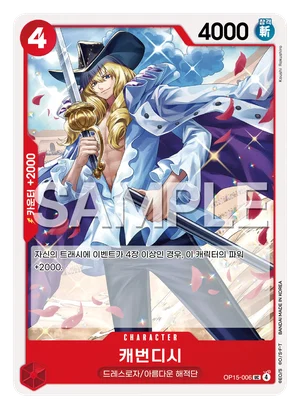 4
4000
참격
斬
카운터 +2000
SAMPLE
자신의 트래시에 이벤트가 4장 이상인 경우, 이 캐릭터의 파워
+2000.
CHARACTER
캐번디시
드레스로자/아름다운 해적단
OP15-006 UC 4
BANDAI MADE IN KOREA